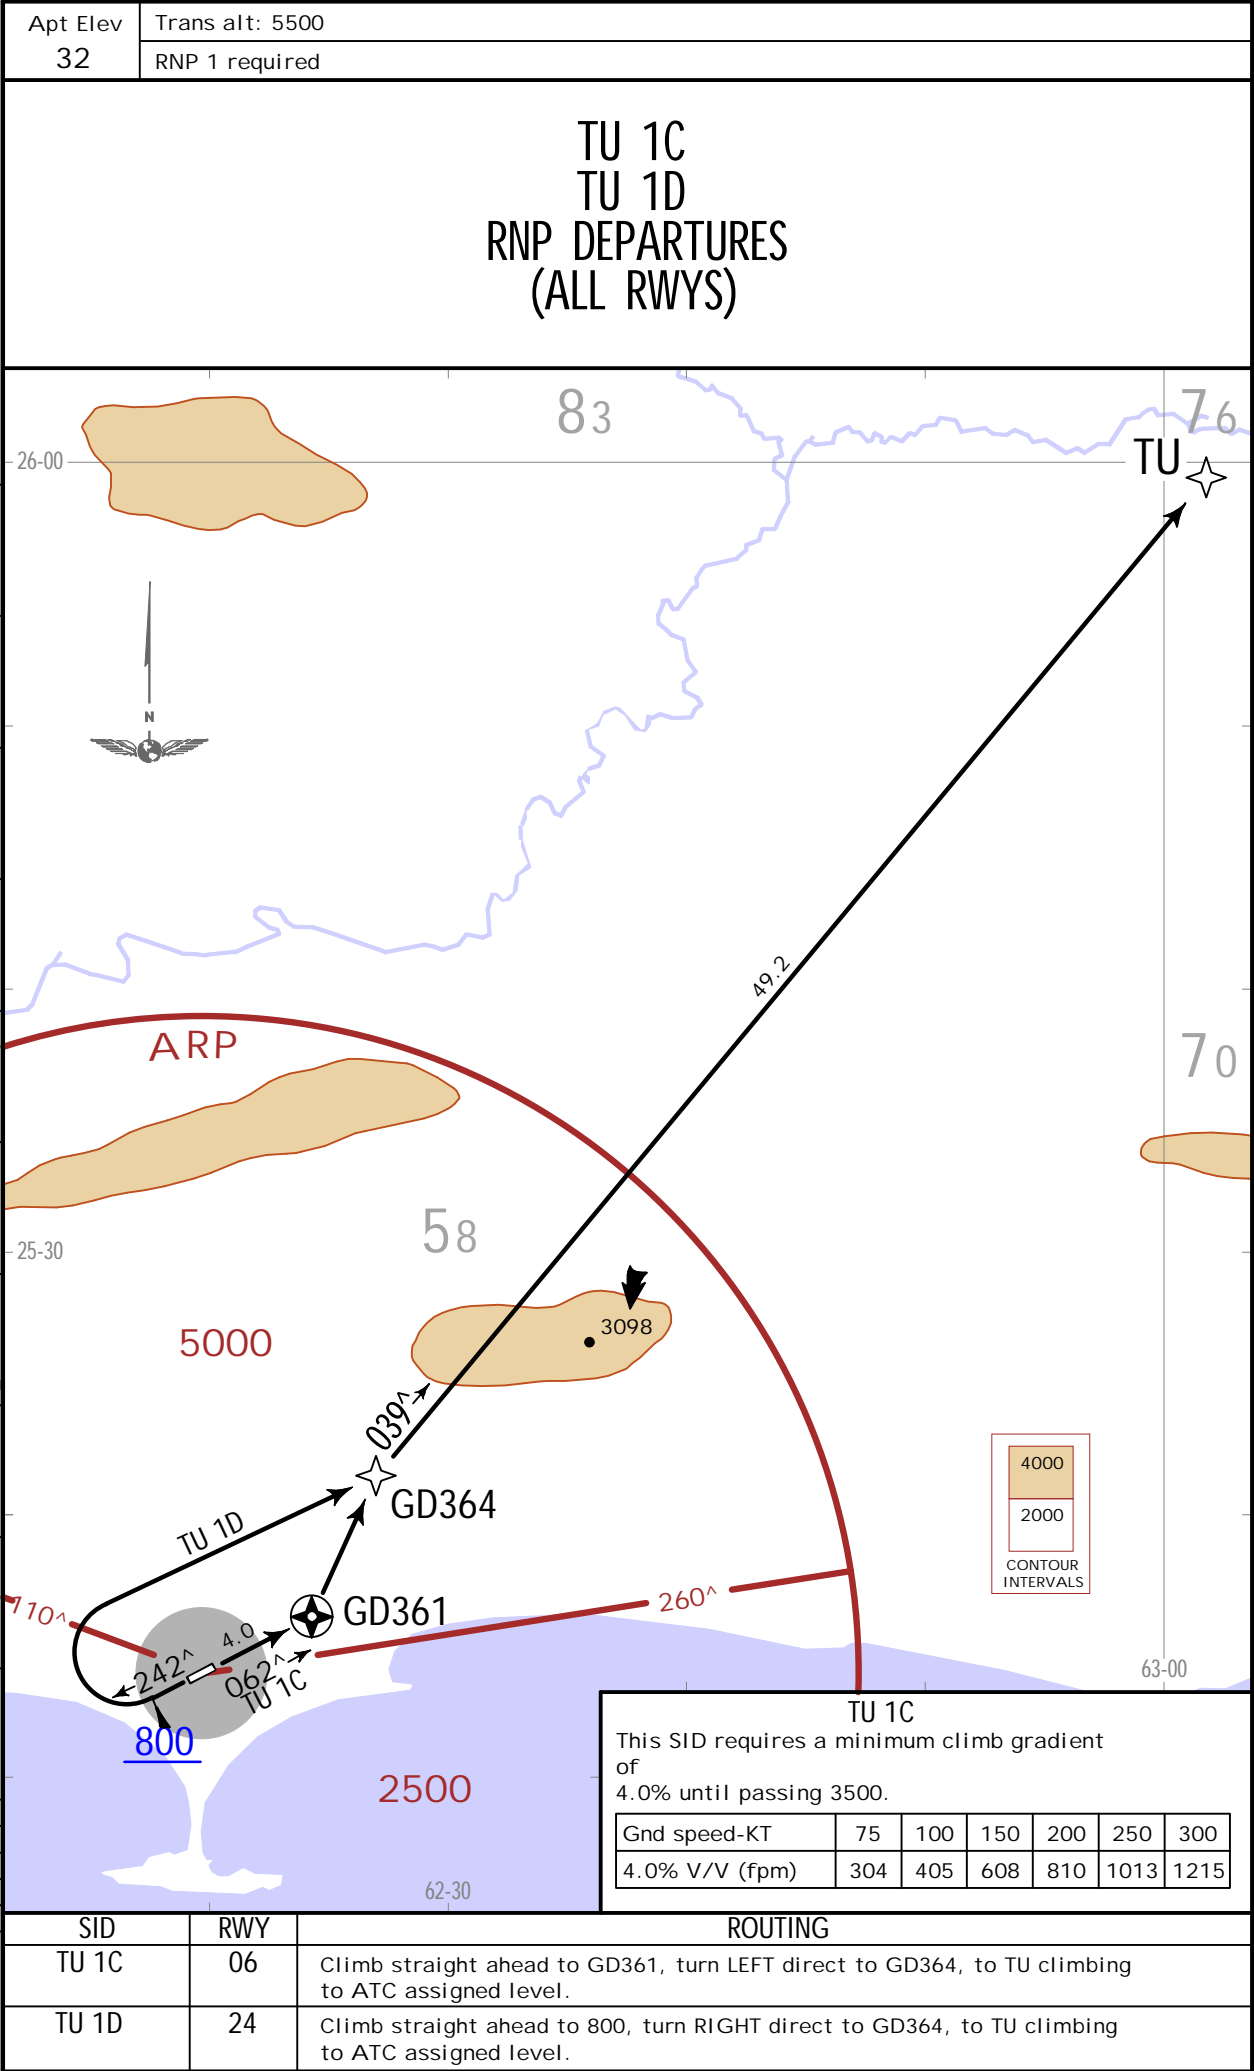 Apt Elev
32
Trans alt: 5500
RNP 1 required
TU 1C
TU 1D
RNP DEPARTURES
(ALL RWYS)
83
76
26-00
TU
N
49.2
ARP
70
58
25-30
3098
5000
039^
4000
2000
CONTOUR
INTERVALS
GD364
TU 1D
110^
GD361
260^
4.0
242^
062^
TU 1C
63-00
800
2500
62-30
TU 1C
This SID requires a minimum climb gradient
of
4.0% until passing 3500.
Gnd speed-KT 75 100 150 200 250 300
4.0% V/V (fpm) 304 405 608 810 1013 1215
SID RWY ROUTING
TU 1C 06 Climb straight ahead to GD361, turn LEFT direct to GD364, to TU climbing
to ATC assigned level.
TU 1D 24 Climb straight ahead to 800, turn RIGHT direct to GD364, to TU climbing
to ATC assigned level.